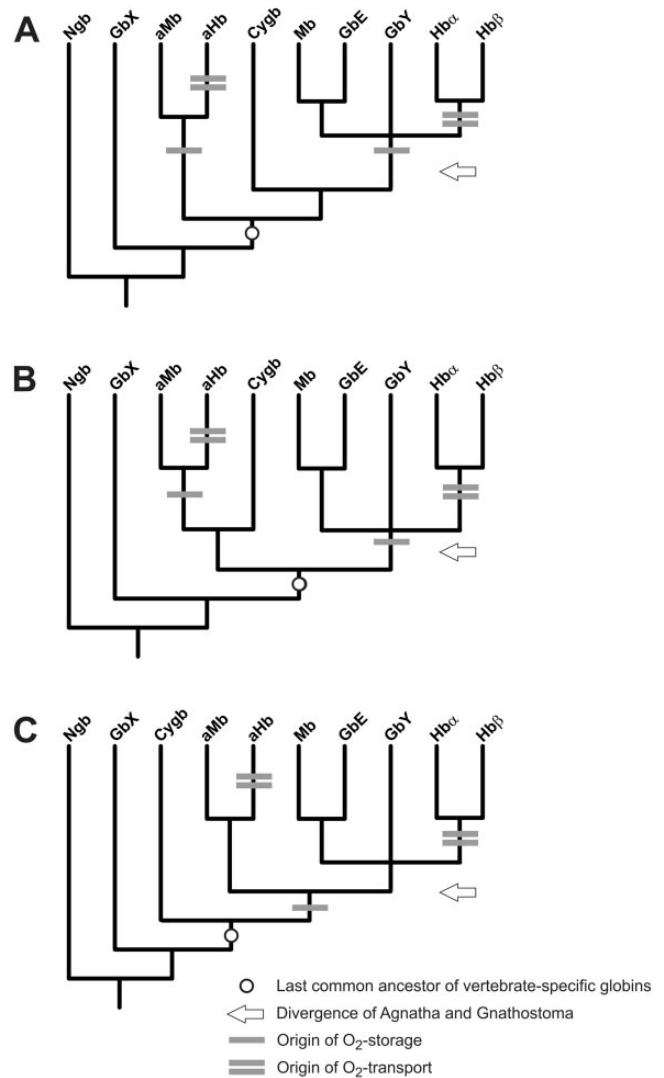 A
Ngb GbX aMb aHb Cygb Mb GbE GbY Hbα Hbβ
B
Ngb GbX aMb aHb Cygb Mb GbE GbY Hbα Hbβ
C
Ngb GbX Cygb aMb aHb Mb GbE GbY Hbα Hbβ
Last common ancestor of vertebrate-specific globins
Divergence of Agnatha and Gnathostoma
Origin of O₂-storage
Origin of O₂-transport